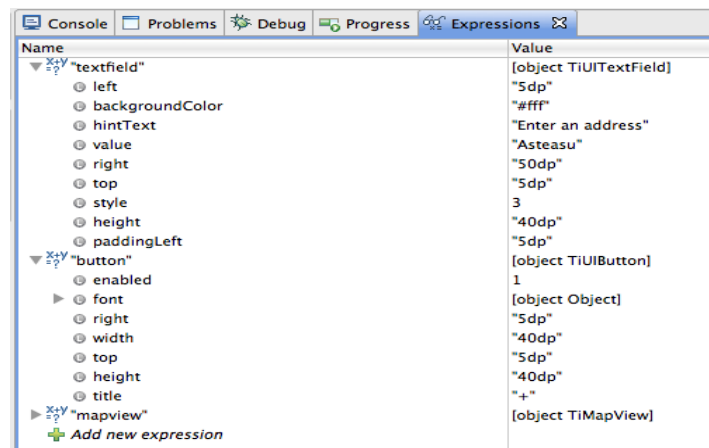 Console Problems Debug Progress Expressions
Name Value
X+Y =? "textfield" [object TiUITextField]
left "5dp"
backgroundColor "#fff"
hintText "Enter an address"
value "Asteasu"
right "50dp"
top "5dp"
style 3
height "40dp"
paddingLeft "5dp"
X+Y =? "button" [object TiUIButton]
enabled 1
font [object Object]
right "5dp"
width "40dp"
top "5dp"
height "40dp"
title "+"
X+Y =? "mapview" [object TiMapView]
Add new expression